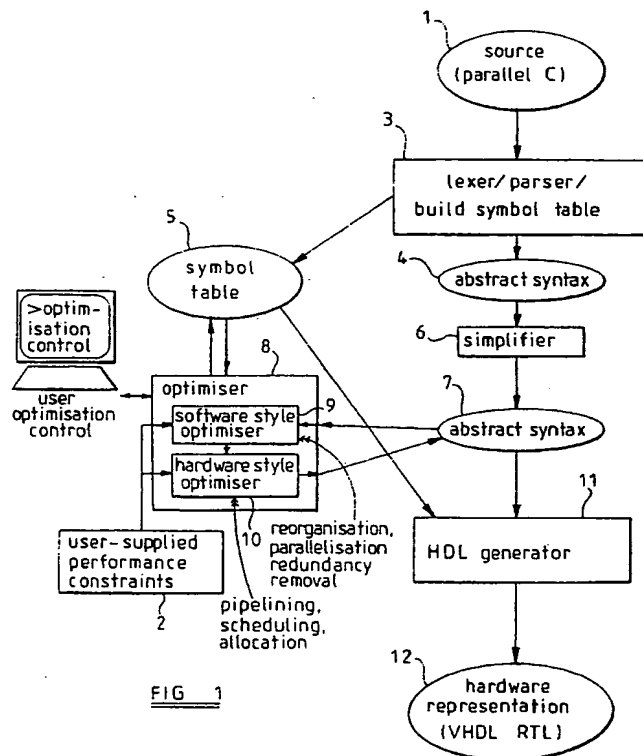 1
source
(parallel C)
3
lexer/parser/
build symbol table
5
symbol
table
4
abstract syntax
6
simplifier
>optim-
isation
control
user
optimisation
control
8
optimiser
9
software style
optimiser
hardware style
optimiser
10
7
abstract syntax
reorganisation,
parallelisation
redundancy
removal
user-supplied
performance
constraints
2
pipelining,
scheduling,
allocation
11
HDL generator
12
hardware
representation
(VHDL RTL)
FIG 1